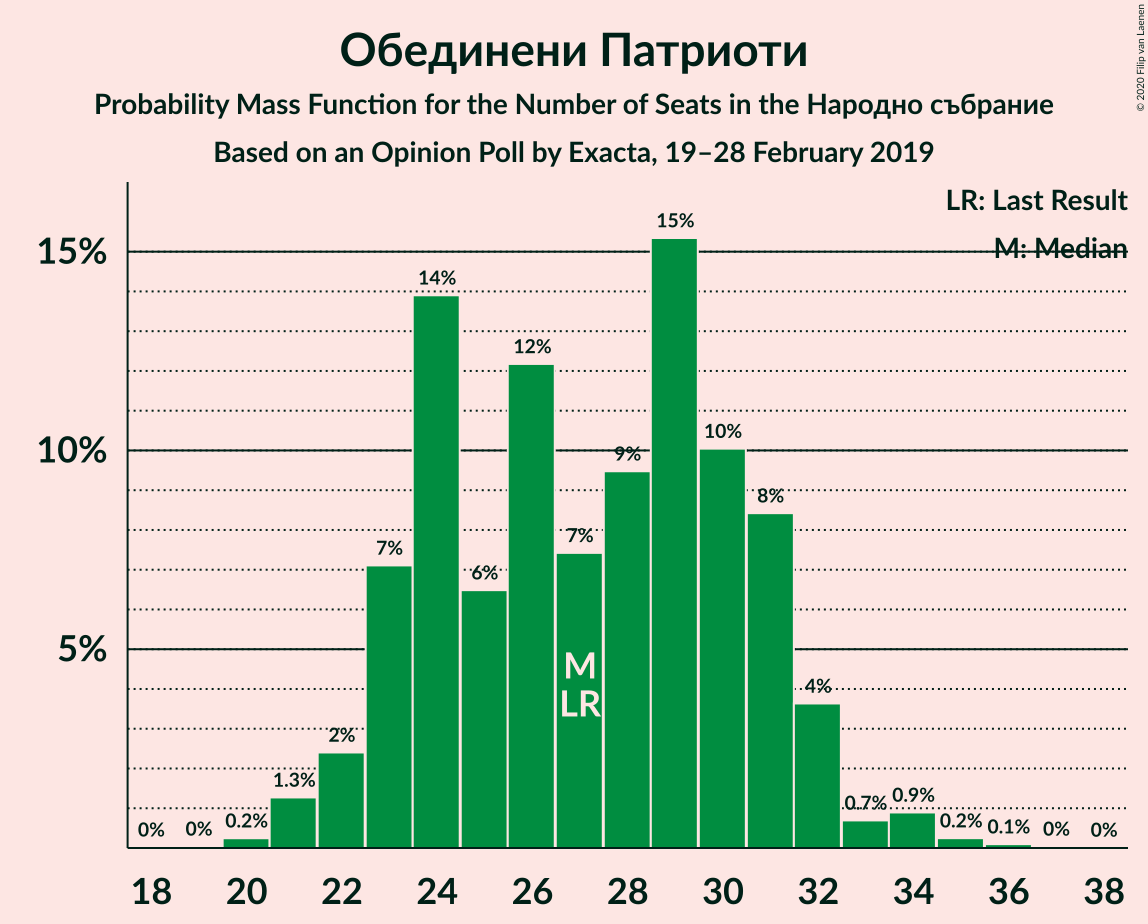 Обединени Патриоти
Probability Mass Function for the Number of Seats in the Народно събрание
Based on an Opinion Poll by Exacta, 19–28 February 2019
© 2020 Filip van Laenen
LR: Last Result
M: Median
15%
10%
5%
0%
0%
0.2%
1.3%
2%
7%
14%
6%
12%
7%
9%
15%
10%
8%
4%
0.7%
0.9%
0.2%
0.1%
0%
0%
M
LR
18 20 22 24 26 28 30 32 34 36 38